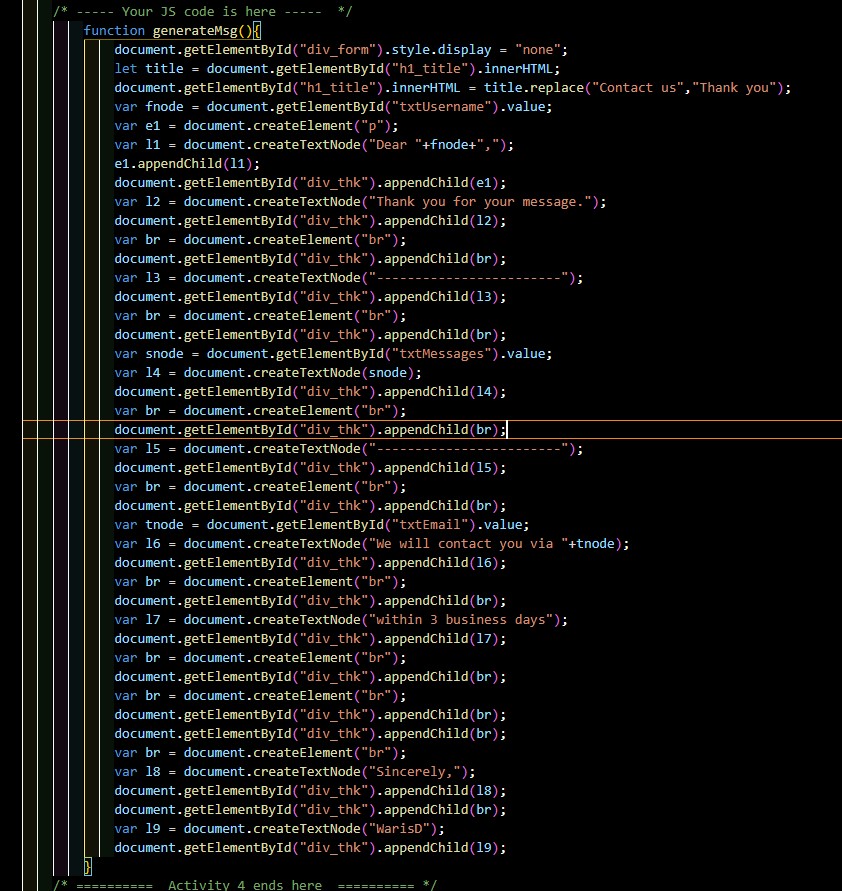 /* ----- Your JS code is here -----  */
function generateMsg(){
document.getElementById("div_form").style.display = "none";
let title = document.getElementById("h1_title").innerHTML;
document.getElementById("h1_title").innerHTML = title.replace("Contact us","Thank you");
var fnode = document.getElementById("txtUsername").value;
var e1 = document.createElement("p");
var l1 = document.createTextNode("Dear "+fnode+",");
e1.appendChild(l1);
document.getElementById("div_thk").appendChild(e1);
var l2 = document.createTextNode("Thank you for your message.");
document.getElementById("div_thk").appendChild(l2);
var br = document.createElement("br");
document.getElementById("div_thk").appendChild(br);
var l3 = document.createTextNode("------------------------");
document.getElementById("div_thk").appendChild(l3);
var br = document.createElement("br");
document.getElementById("div_thk").appendChild(br);
var snode = document.getElementById("txtMessages").value;
var l4 = document.createTextNode(snode);
document.getElementById("div_thk").appendChild(l4);
var br = document.createElement("br");
document.getElementById("div_thk").appendChild(br);
var l5 = document.createTextNode("------------------------");
document.getElementById("div_thk").appendChild(l5);
var br = document.createElement("br");
document.getElementById("div_thk").appendChild(br);
var tnode = document.getElementById("txtEmail").value;
var l6 = document.createTextNode("We will contact you via "+tnode);
document.getElementById("div_thk").appendChild(l6);
var br = document.createElement("br");
document.getElementById("div_thk").appendChild(br);
var l7 = document.createTextNode("within 3 business days");
document.getElementById("div_thk").appendChild(l7);
var br = document.createElement("br");
document.getElementById("div_thk").appendChild(br);
var br = document.createElement("br");
document.getElementById("div_thk").appendChild(br);
document.getElementById("div_thk").appendChild(br);
var br = document.createElement("br");
var l8 = document.createTextNode("Sincerely,");
document.getElementById("div_thk").appendChild(l8);
document.getElementById("div_thk").appendChild(br);
var l9 = document.createTextNode("WarisD");
document.getElementById("div_thk").appendChild(l9);
}
/* ==========  Activity 4 ends here  ========== */